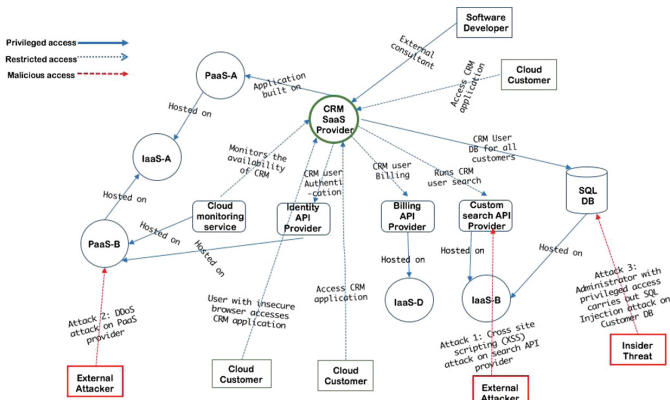 Privileged access
Restricted access
Malicious access
Software
Developer
External
consultant
Cloud
Customer
Access CRM
application
PaaS-A
Application
built on
CRM
SaaS
Provider
Hosted on
IaaS-A
Monitors the
availability
of CRM
CRM user
Authenti
-cation
CRM user
Billing
Runs CRM
user search
CRM User
DB for all
customers
SQL
DB
Hosted on
PaaS-B
Hosted on
Cloud
monitoring
service
Hosted on
Identity
API
Provider
Billing
API
Provider
Custom
search API
Provider
Hosted on
Hosted on
Hosted on
IaaS-D
IaaS-B
User with insecure
browser accesses
CRM application
Access CRM
application
Attack 2: DDoS
attack on PaaS
provider
Attack 1: Cross site
scripting (XSS)
attack on search API
provider
Attack 3:
Administrator with
privileged access
carries out SQL
Injection attack on
Customer DB
External
Attacker
Cloud
Customer
Cloud
Customer
External
Attacker
Insider
Threat